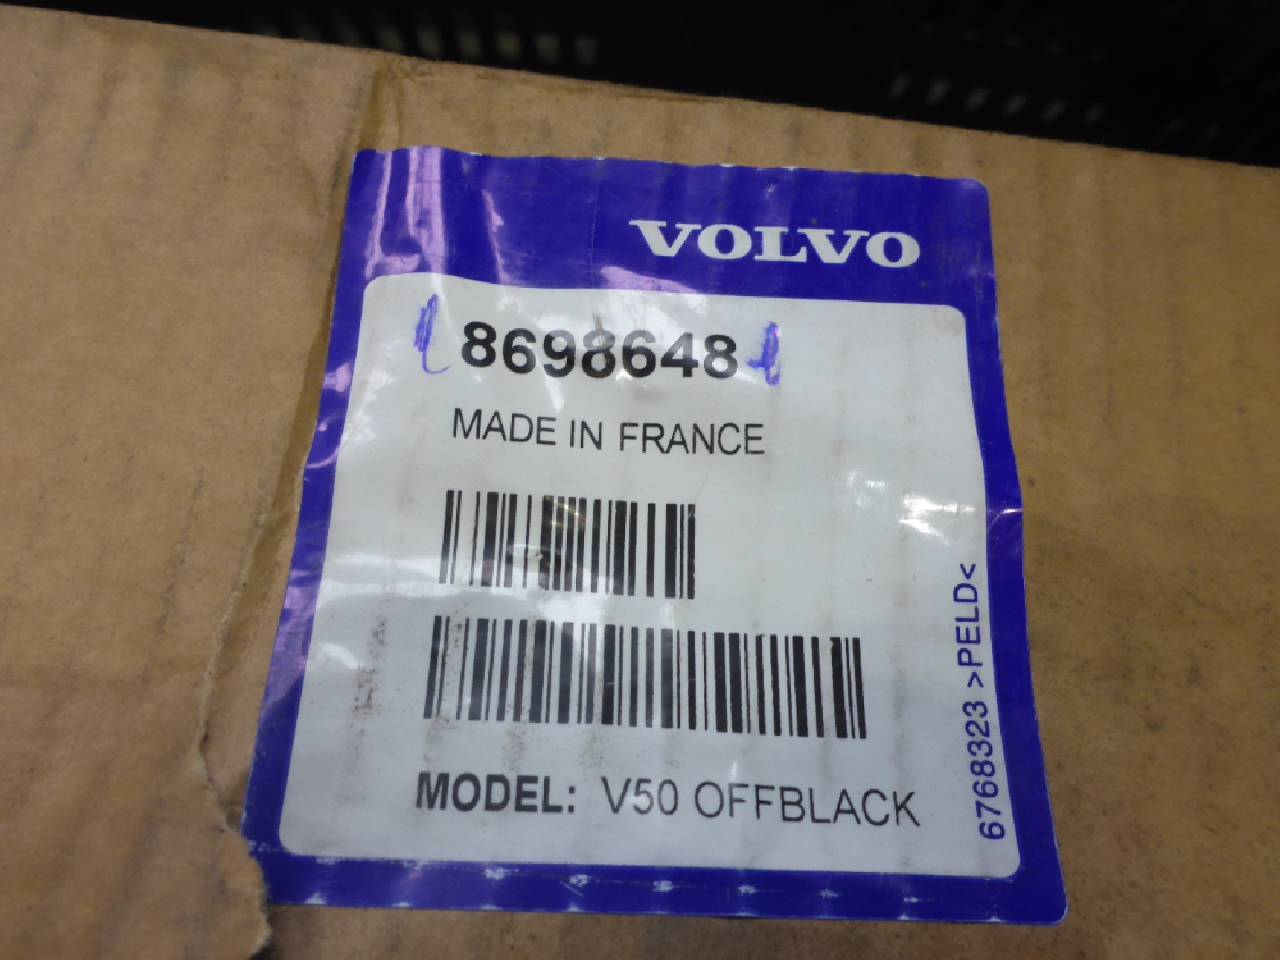 VOLVO
8698648
MADE IN FRANCE
MODEL: V50 OFFBLACK
6768323 >PELD<